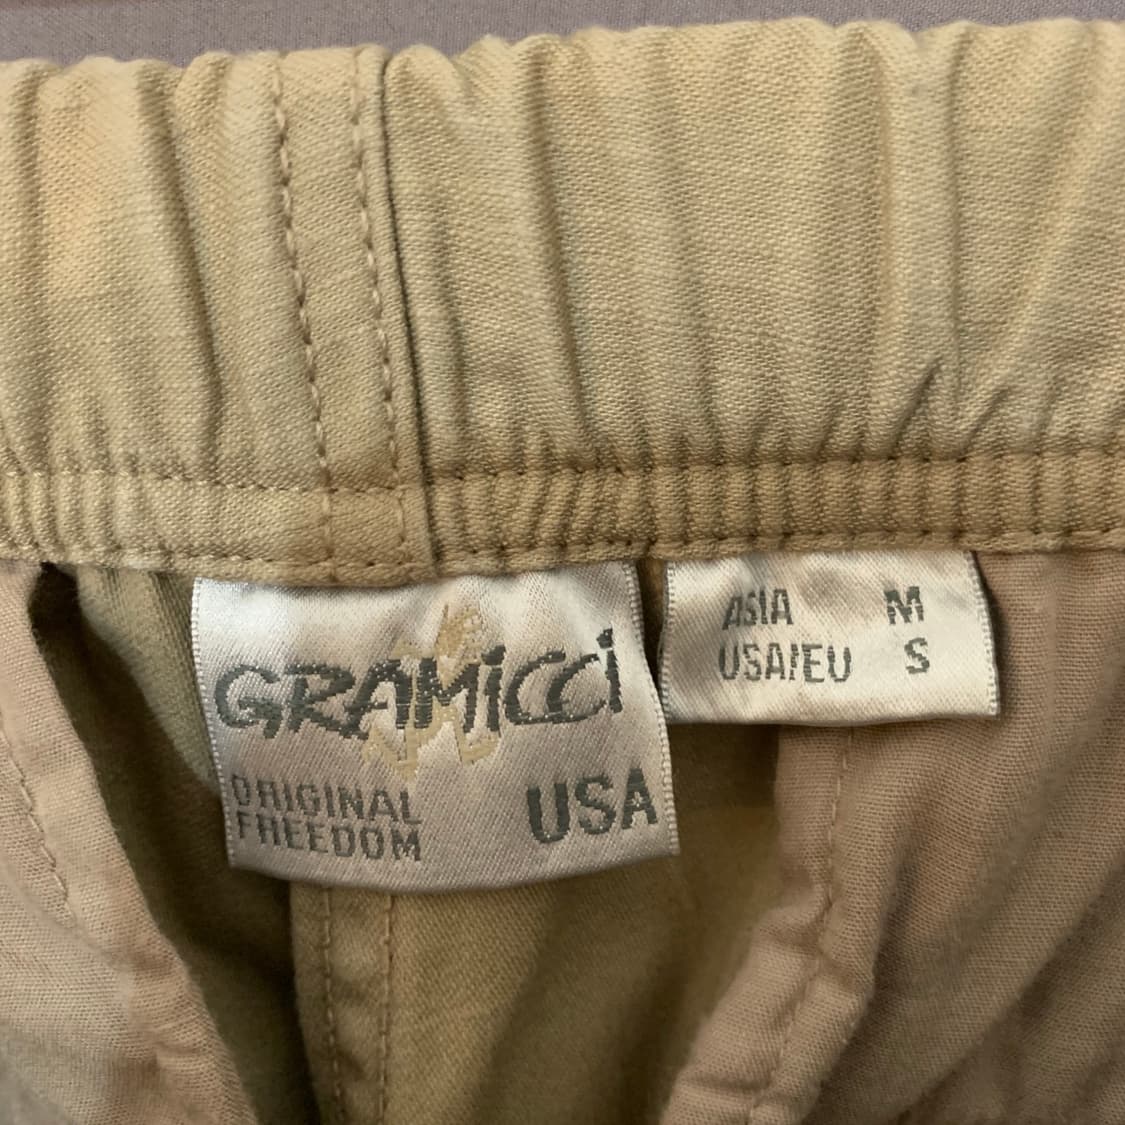 GRAMiCCi
ORIGINAL
FREEDOM
USA
ASIA M
USA/EU S